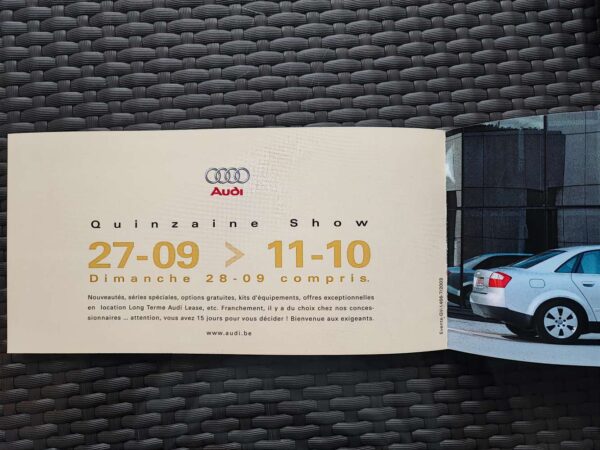 Audi
Quinzaine Show
27-09 > 11-10
Dimanche 28-09 compris.
Nouveautés, séries spéciales, options gratuites, kits d'équipements, offres exceptionnelles
en location Long Terme Audi Lease, etc. Franchement, il y a du choix chez nos conces-
sionnaires ... attention, vous avez 15 jours pour vous décider ! Bienvenue aux exigeants.
www.audi.be